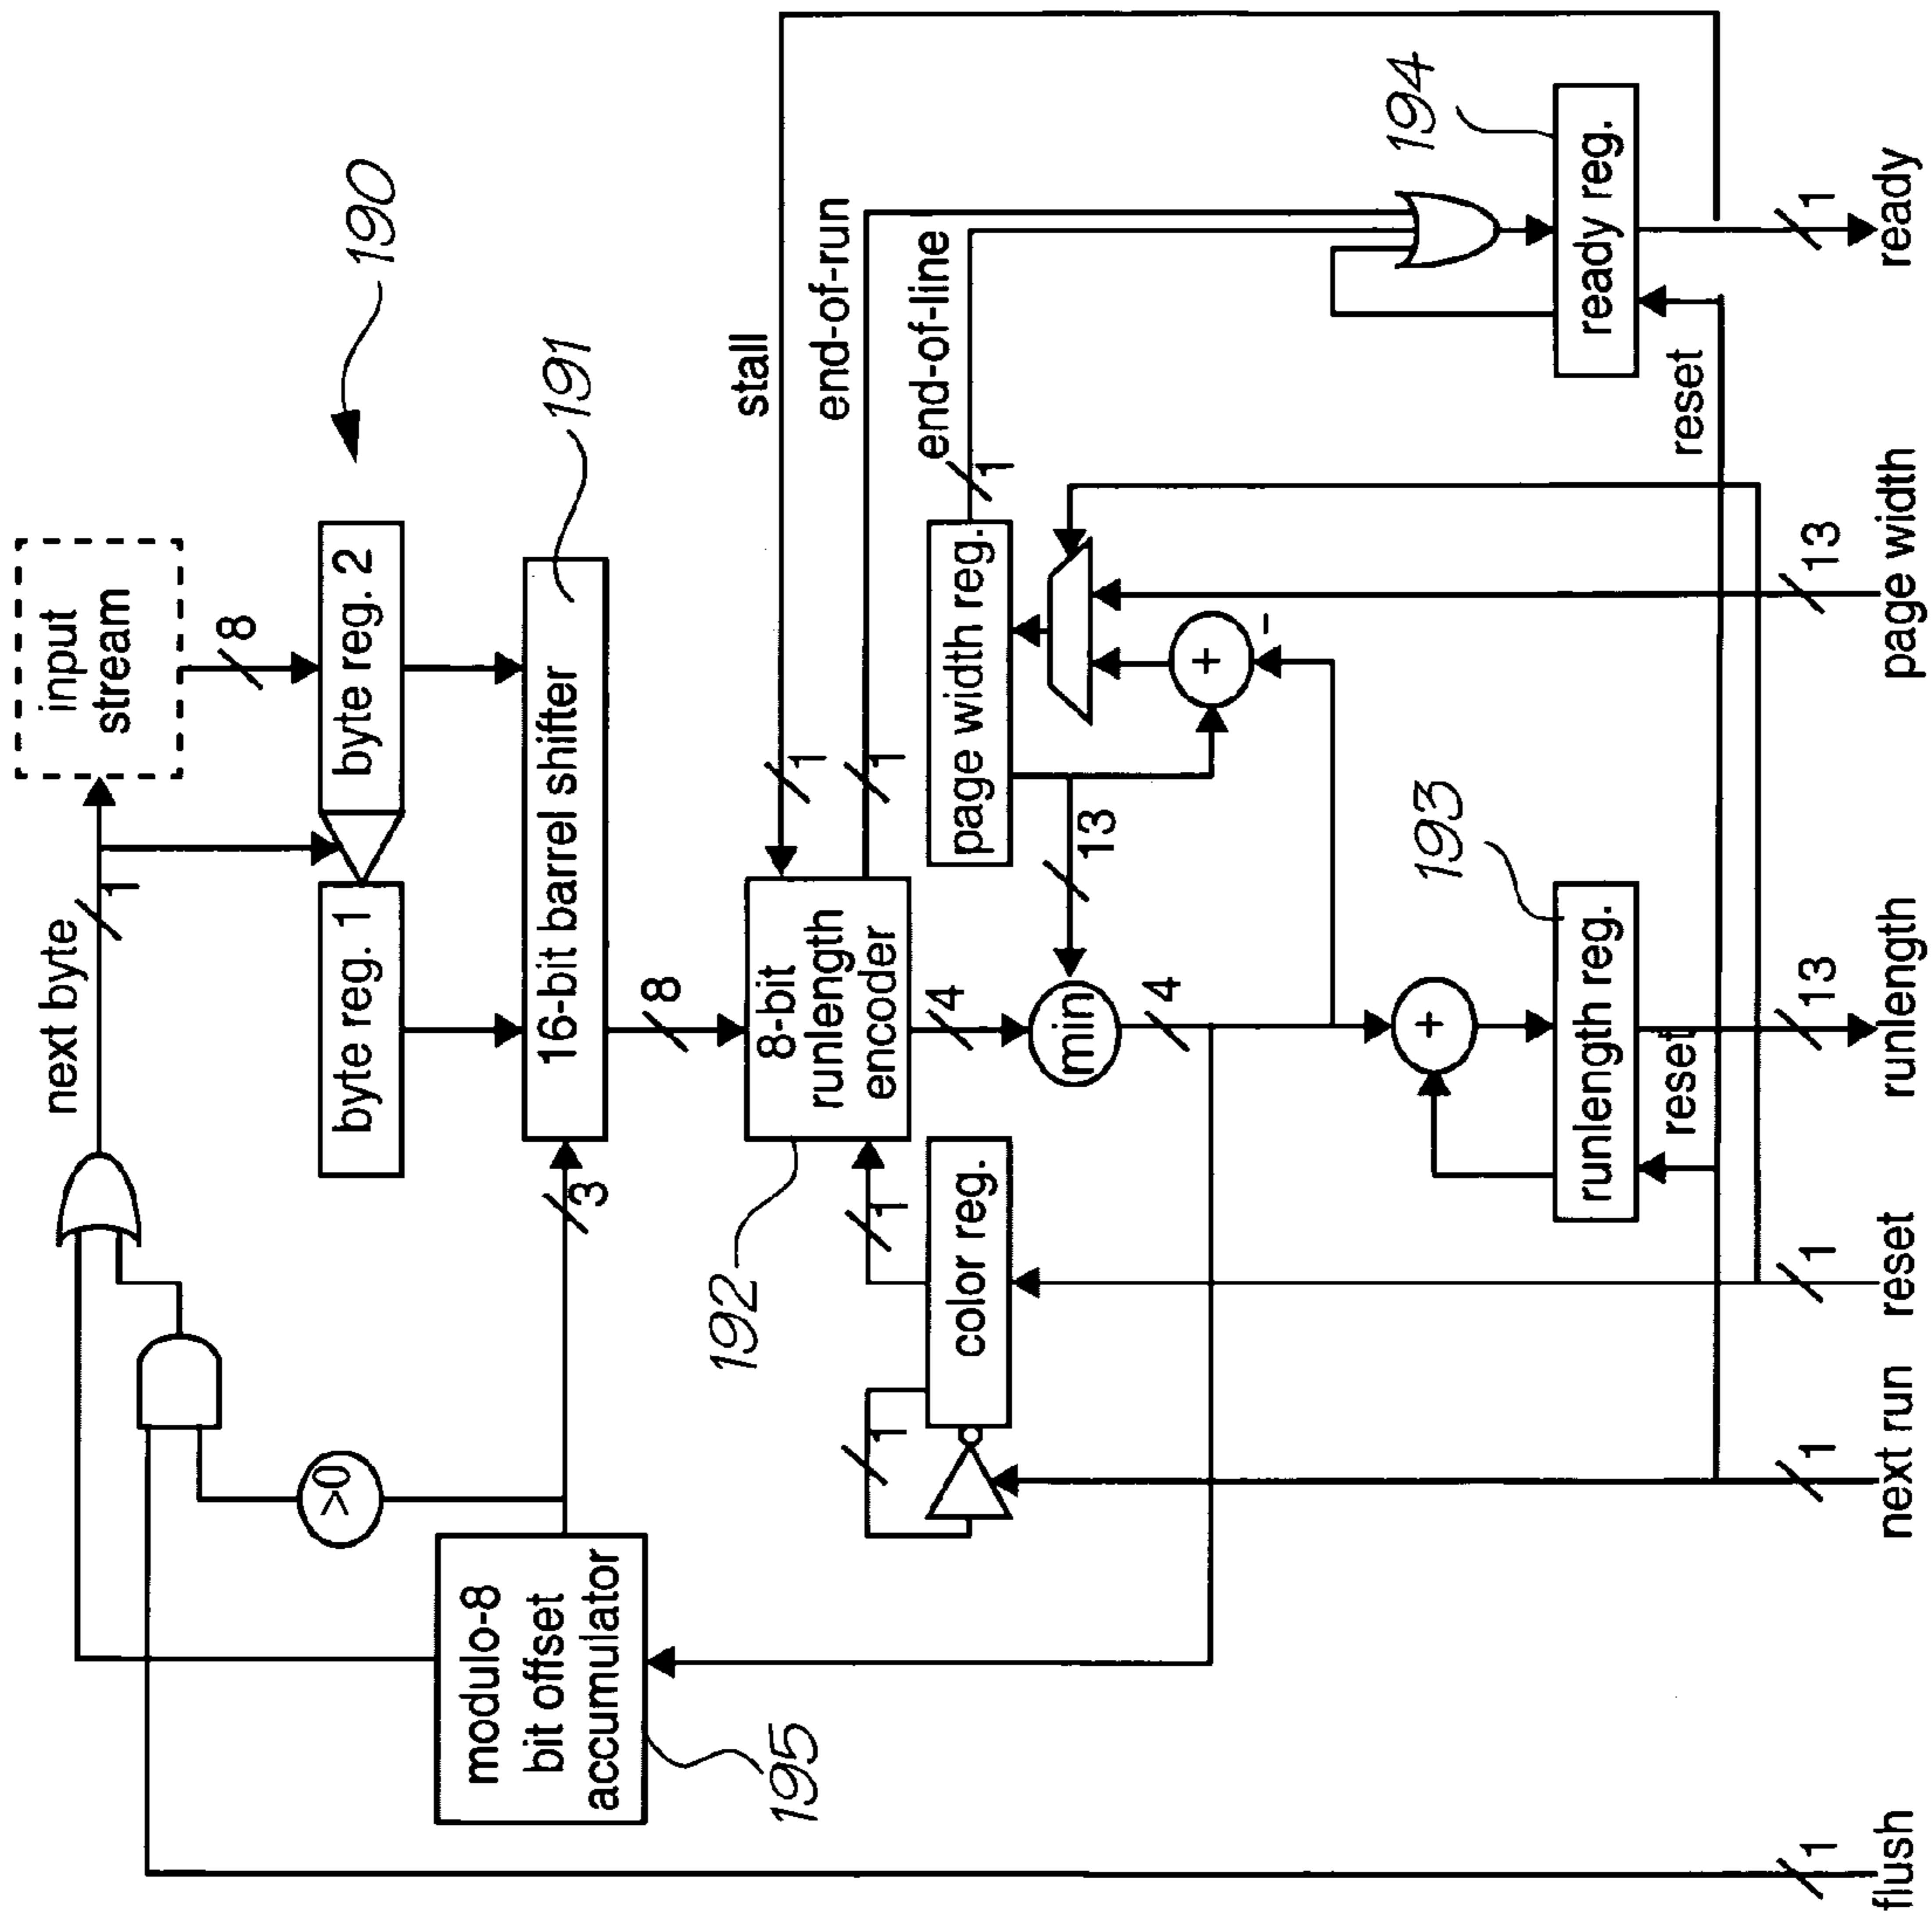 190
input
stream
next byte
1
8
byte reg. 1
byte reg. 2
16-bit barrel shifter
191
>0
3
modulo-8
bit offset
accumulator
195
8
8-bit
runlength
encoder
192
stall
1
end-of-run
1
end-of-line
1
1
color reg.
1
4
min
4
13
page width reg.
+
-
+
runlength reg.
193
reset
ready reg.
194
reset
1
flush
1
next run
1
reset
13
runlength
13
page width
1
ready